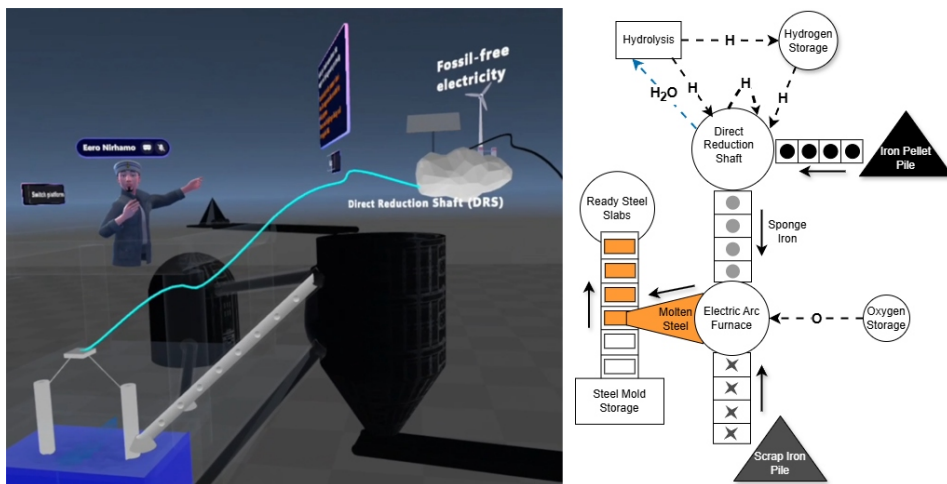 Fossil-free
electricity
Eero Nirhamo
Switch platform
Direct Reduction Shaft (DRS)
Hydrolysis
H
Hydrogen
Storage
H
H
H
H2O
Direct
Reduction
Shaft
Iron Pellet
Pile
Ready Steel
Slabs
Sponge
Iron
Molten
Steel
Electric Arc
Furnace
O
Oxygen
Storage
Steel Mold
Storage
Scrap Iron
Pile